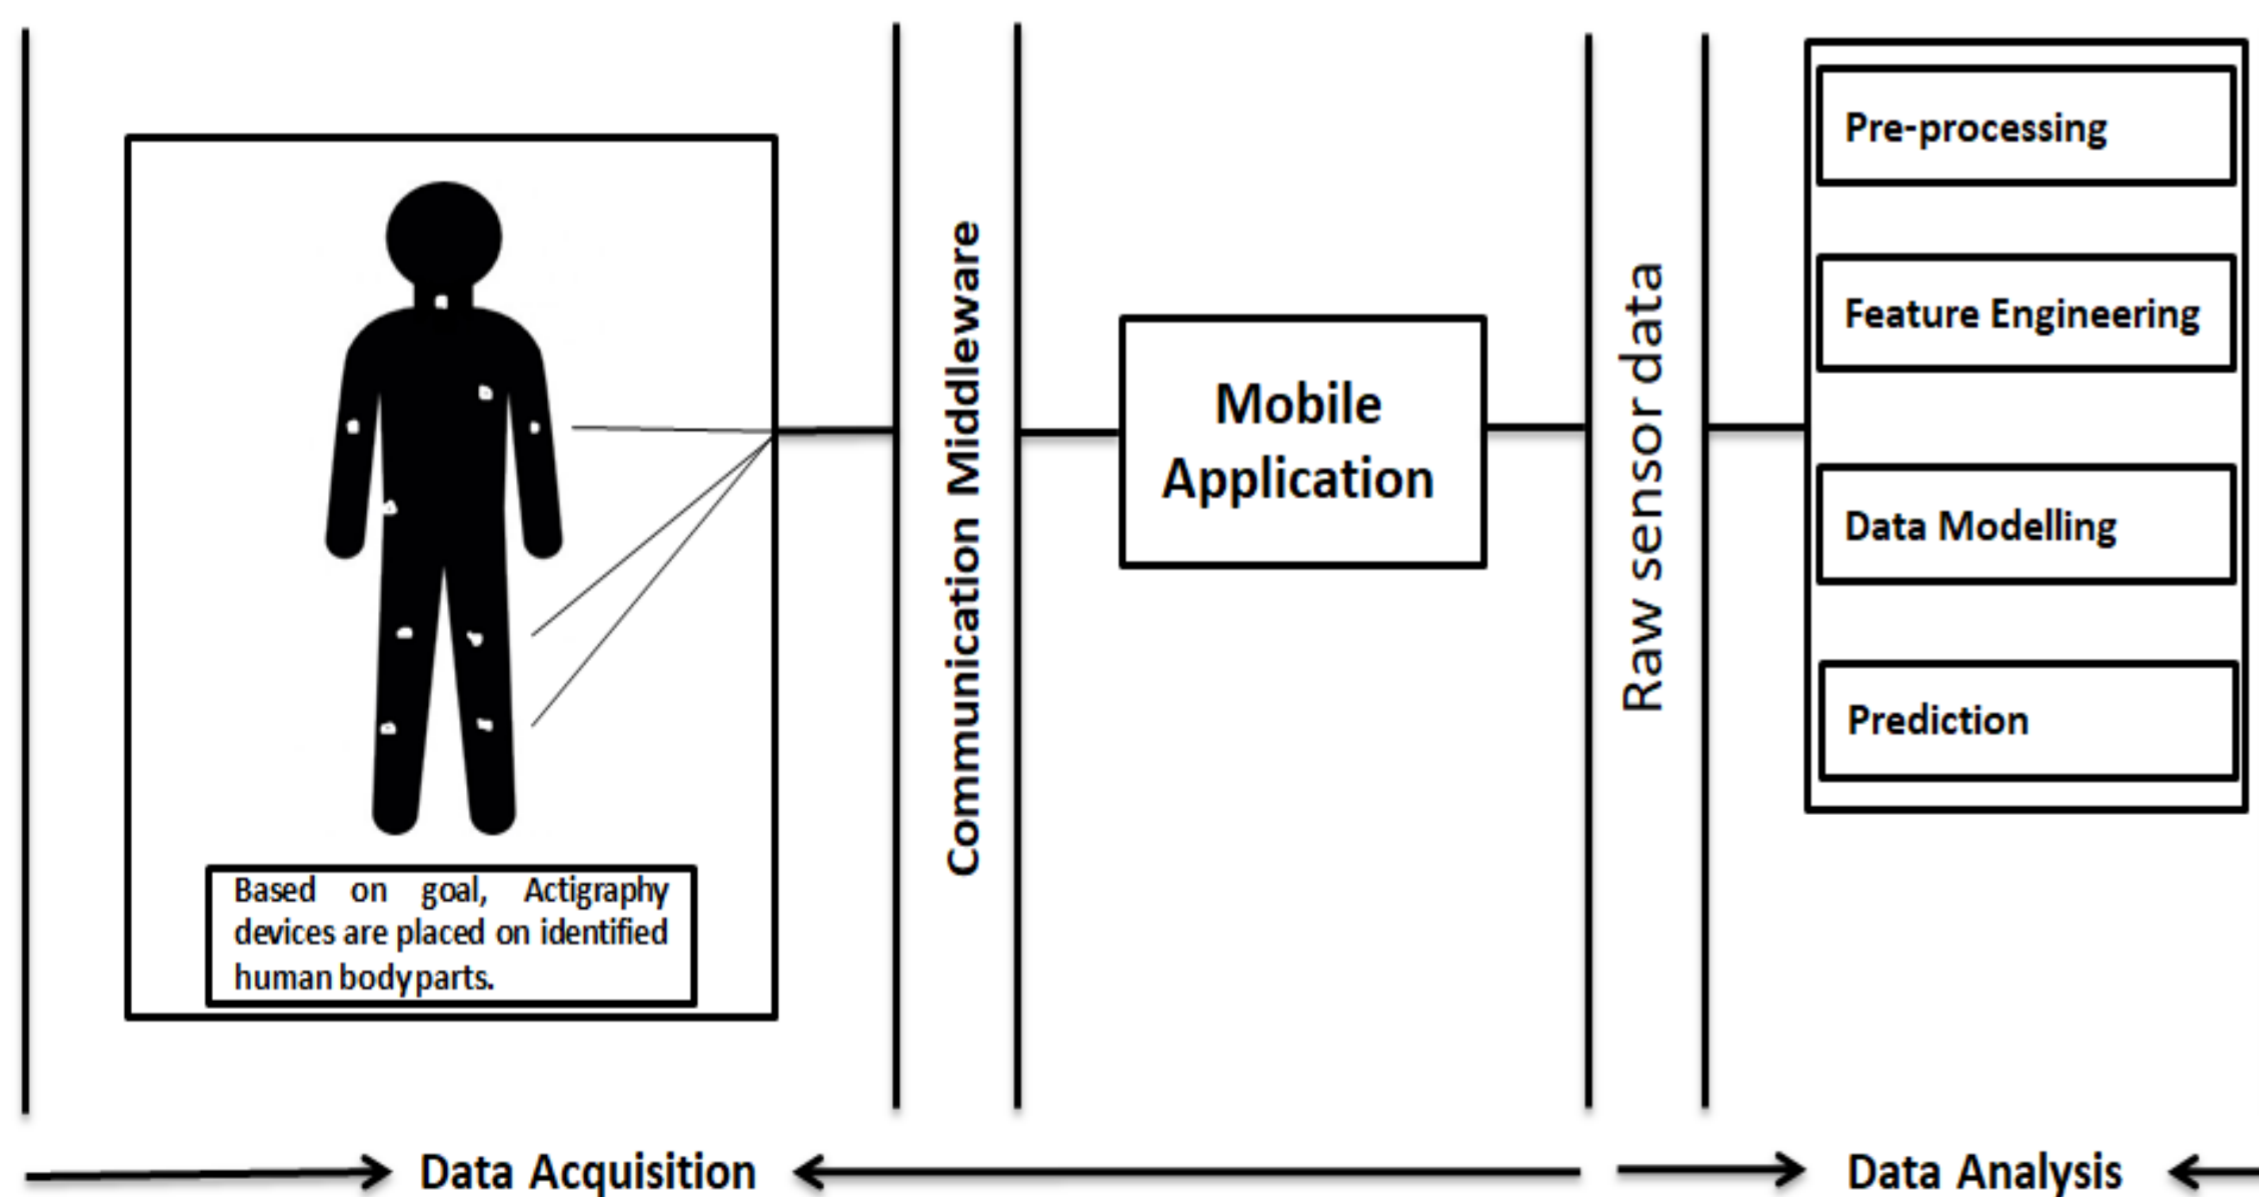 Based on goal, Actigraphy
devices are placed on identified
human body parts.
Communication Middleware
Mobile
Application
Raw sensor data
Pre-processing
Feature Engineering
Data Modelling
Prediction
Data Acquisition
Data Analysis